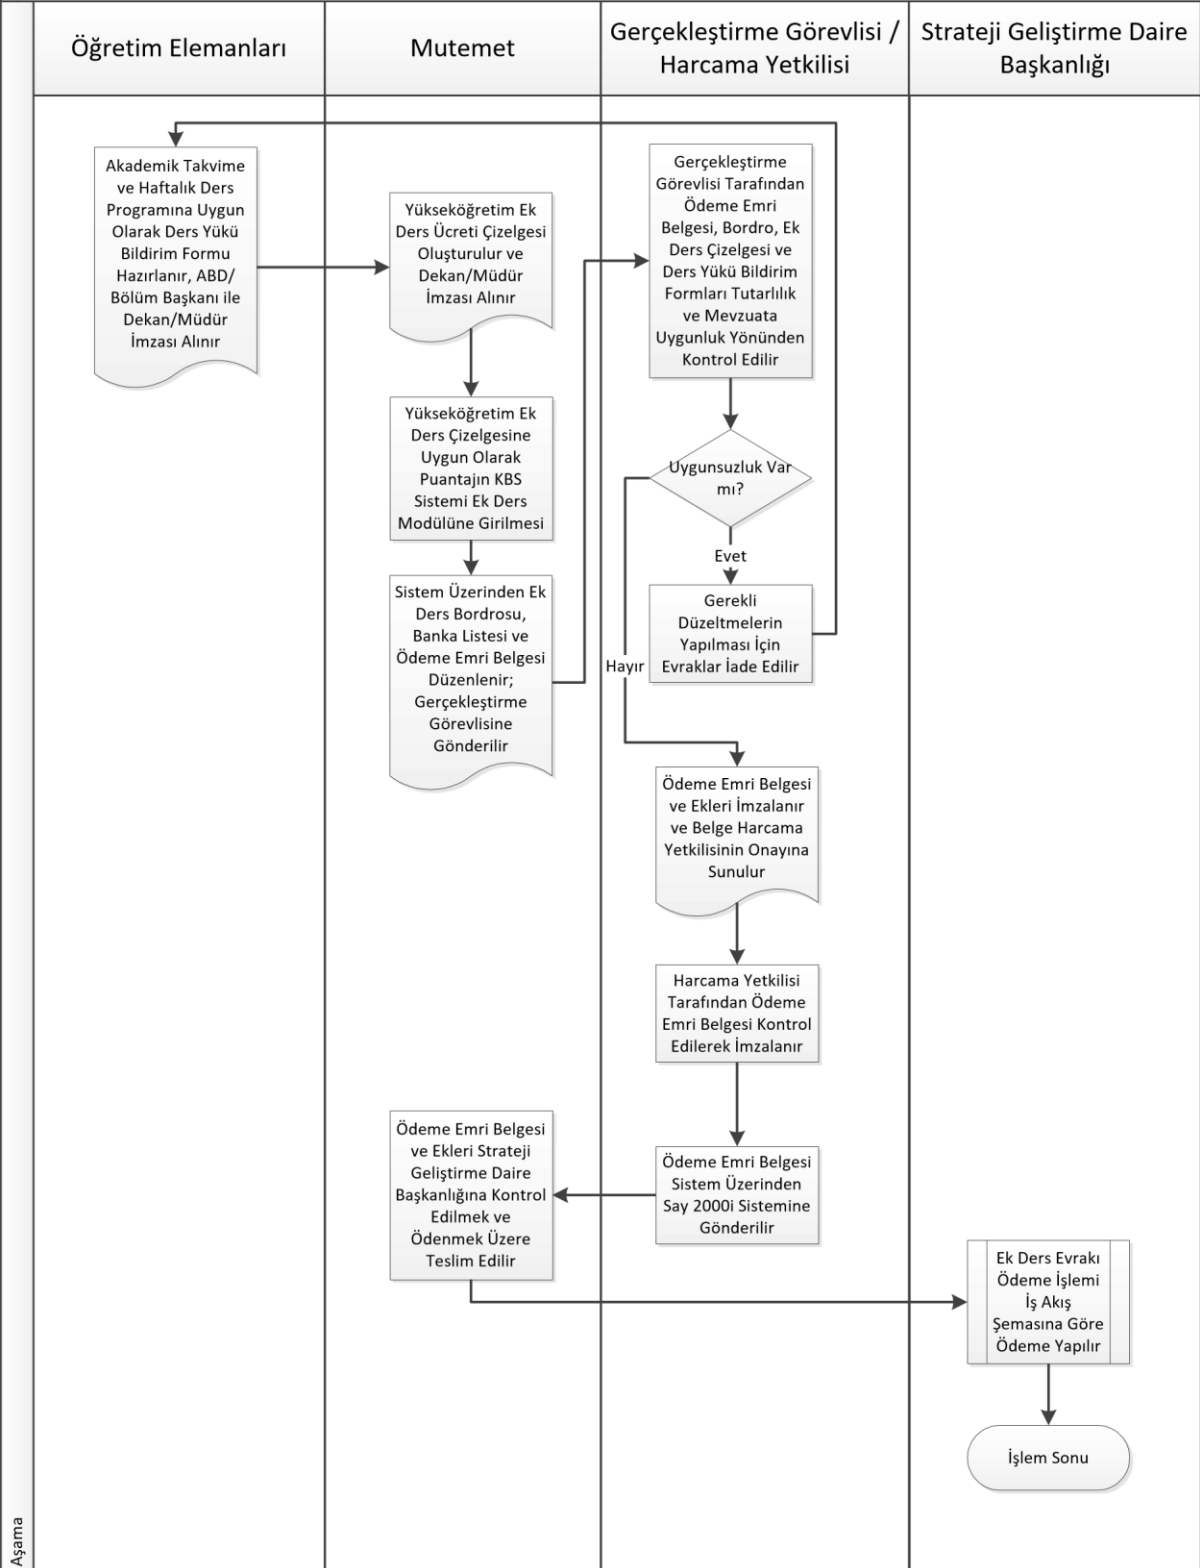 Öğretim Elemanları
Mutemet
Gerçekleştirme Görevlisi /
Harcama Yetkilisi
Strateji Geliştirme Daire
Başkanlığı
Akademik Takvime
ve Haftalık Ders
Programına Uygun
Olarak Ders Yükü
Bildirim Formu
Hazırlanır, ABD/
Bölüm Başkanı ile
Dekan/Müdür
İmzası Alınır
Yükseköğretim Ek
Ders Ücreti Çizelgesi
Oluşturulur ve
Dekan/Müdür
İmzası Alınır
Yükseköğretim Ek
Ders Çizelgesine
Uygun Olarak
Puantajın KBS
Sistemi Ek Ders
Modülüne Girilmesi
Sistem Üzerinden Ek
Ders Bordrosu,
Banka Listesi ve
Ödeme Emri Belgesi
Düzenlenir;
Gerçekleştirme
Görevlisine
Gönderilir
Gerçekleştirme
Görevlisi Tarafından
Ödeme Emri
Belgesi, Bordro, Ek
Ders Çizelgesi ve
Ders Yükü Bildirim
Formları Tutarlılık
ve Mevzuata
Uygunluk Yönünden
Kontrol Edilir
Uygunsuzluk Var
mı?
Evet
Gerekli
Düzeltmelerin
Yapılması İçin
Evraklar İade Edilir
Hayır
Ödeme Emri Belgesi
ve Ekleri İmzalanır
ve Belge Harcama
Yetkilisinin Onayına
Sunulur
Harcama Yetkilisi
Tarafından Ödeme
Emri Belgesi Kontrol
Edilerek İmzalanır
Ödeme Emri Belgesi
Sistem Üzerinden
Say 2000i Sistemine
Gönderilir
Ödeme Emri Belgesi
ve Ekleri Strateji
Geliştirme Daire
Başkanlığına Kontrol
Edilmek ve
Ödenmek Üzere
Teslim Edilir
Ek Ders Evrakı
Ödeme İşlemi
İş Akış
Şemasına Göre
Ödeme Yapılır
İşlem Sonu
Aşama